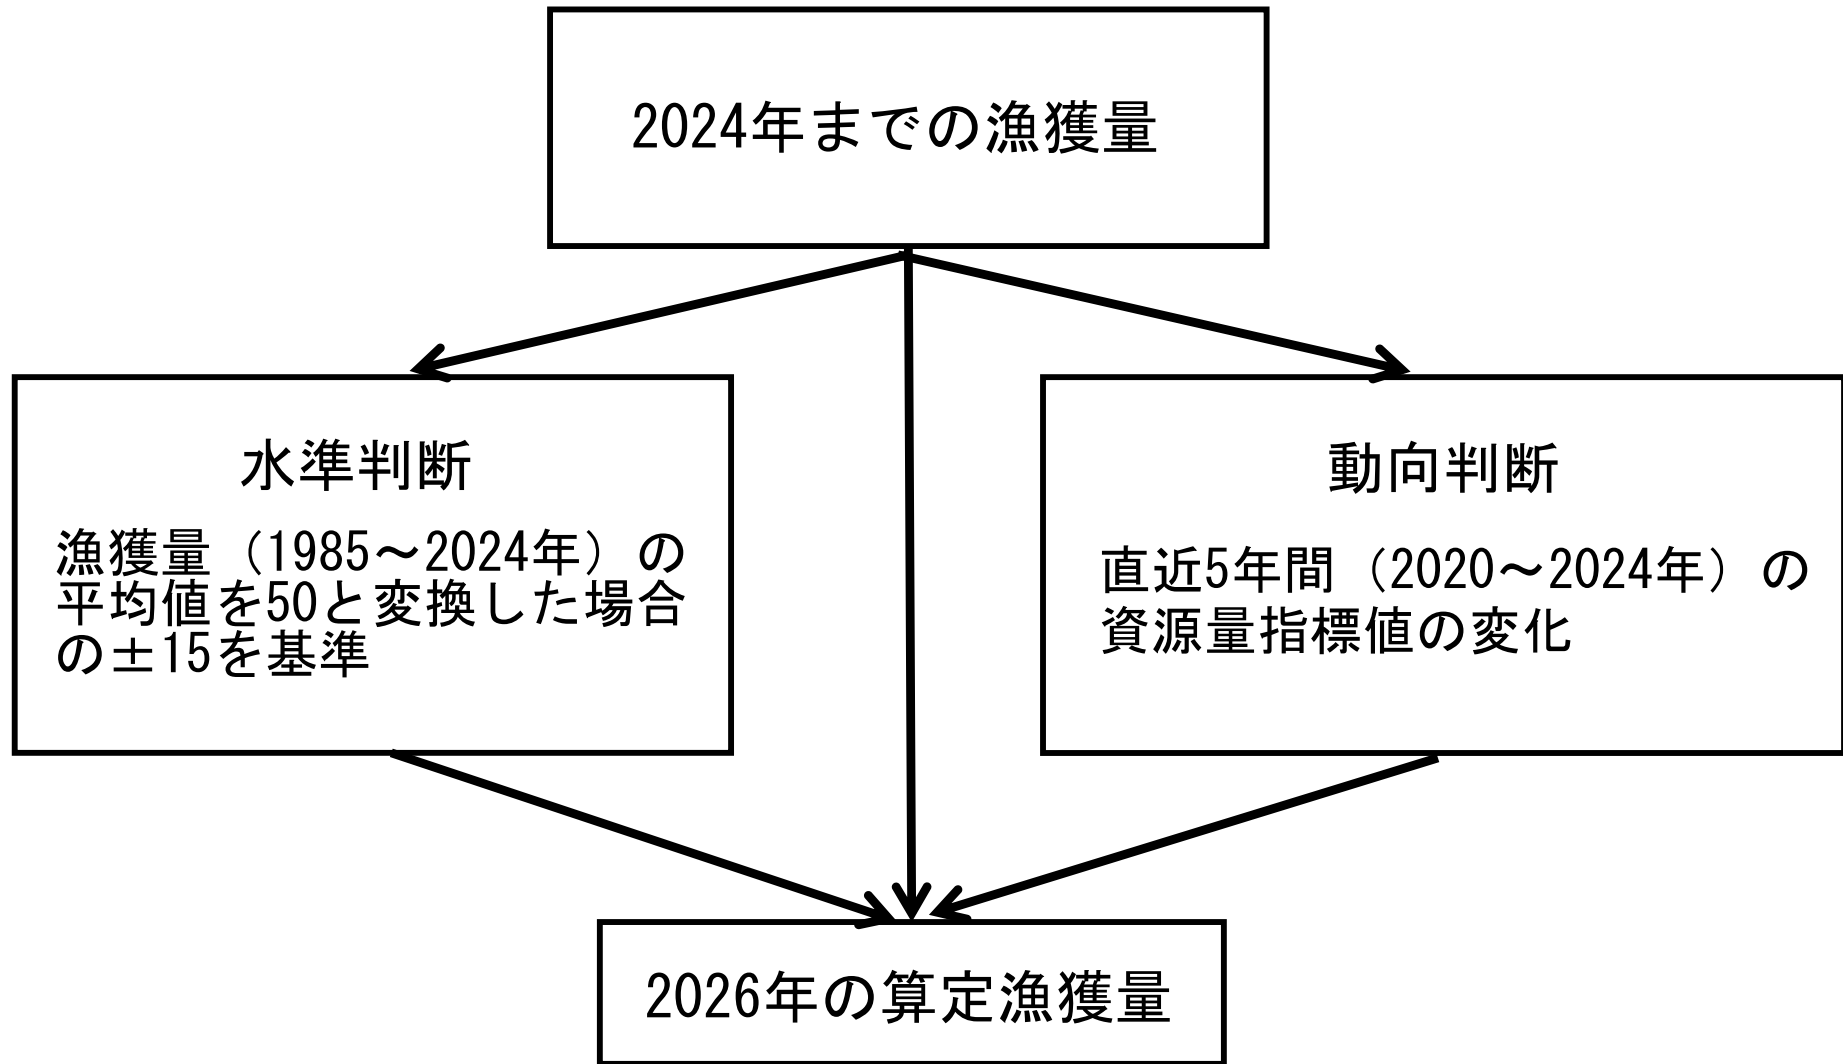 2024年までの漁獲量
水準判断
漁獲量（1985～2024年）の
平均値を50と変換した場合
の±15を基準
動向判断
直近5年間（2020～2024年）の
資源量指標値の変化
2026年の算定漁獲量